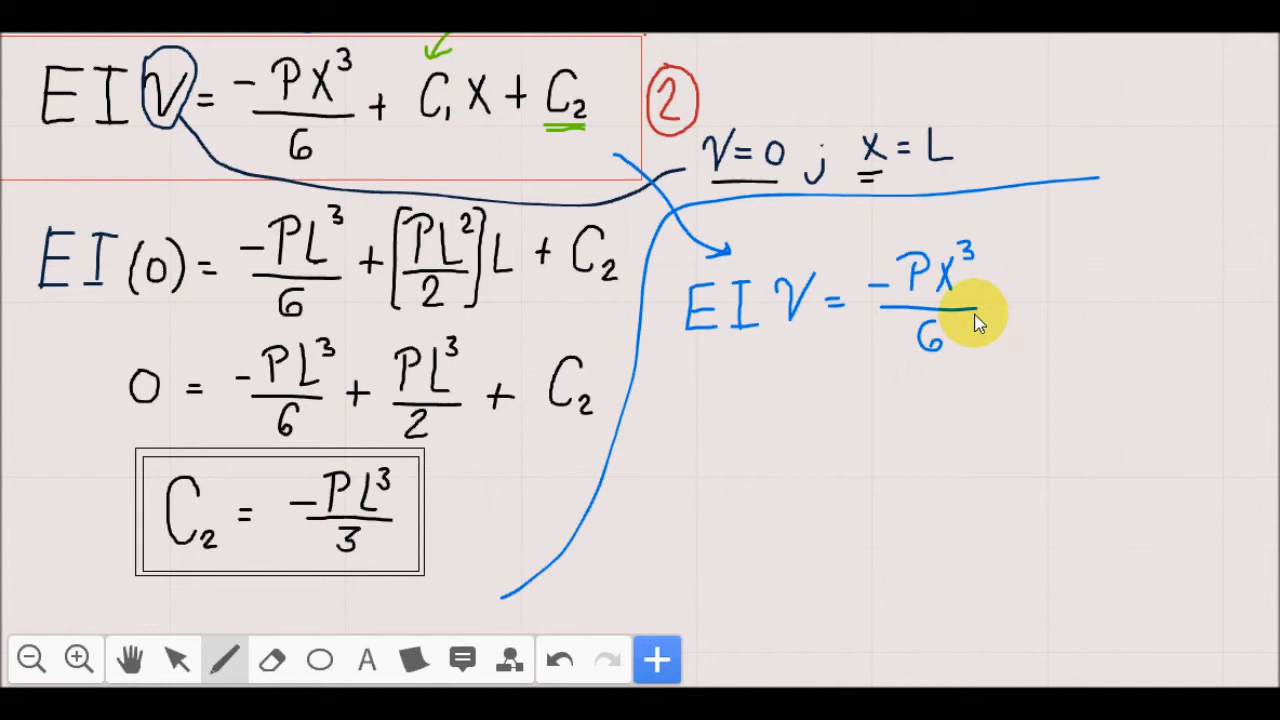 EIv = -PX³/6 + C₁X + C₂
2
v=0 ; x = L
EI(0) = -PL³/6 + [PL²/2]L + C₂
EIv = -PX³/6
0 = -PL³/6 + PL³/2 + C₂
C₂ = -PL³/3
A